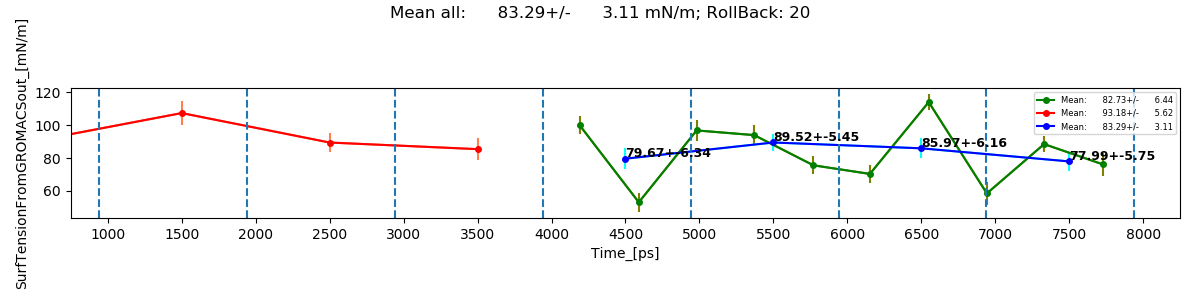 Mean all:      83.29+/-      3.11 mN/m; RollBack: 20
SurfTensionFromGROMACSout_[mN/m]
120
100
80
60
79.67+-6.34
89.52+-5.45
85.97+-6.16
77.99+-5.75
Mean:      82.73+/-      6.44
Mean:      93.18+/-      5.62
Mean:      83.29+/-      3.11
1000 1500 2000 2500 3000 3500 4000 4500 5000 5500 6000 6500 7000 7500 8000
Time_[ps]